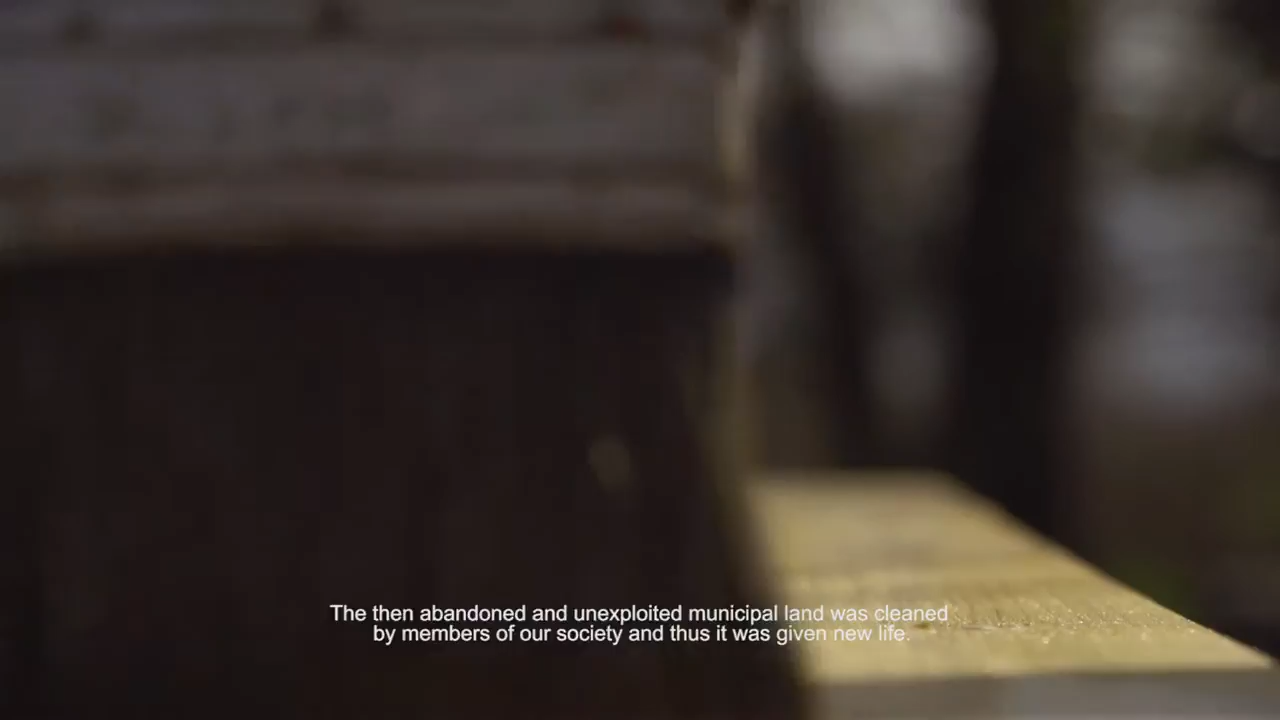 The then abandoned and unexploited municipal land was cleaned
by members of our society and thus it was given new life.